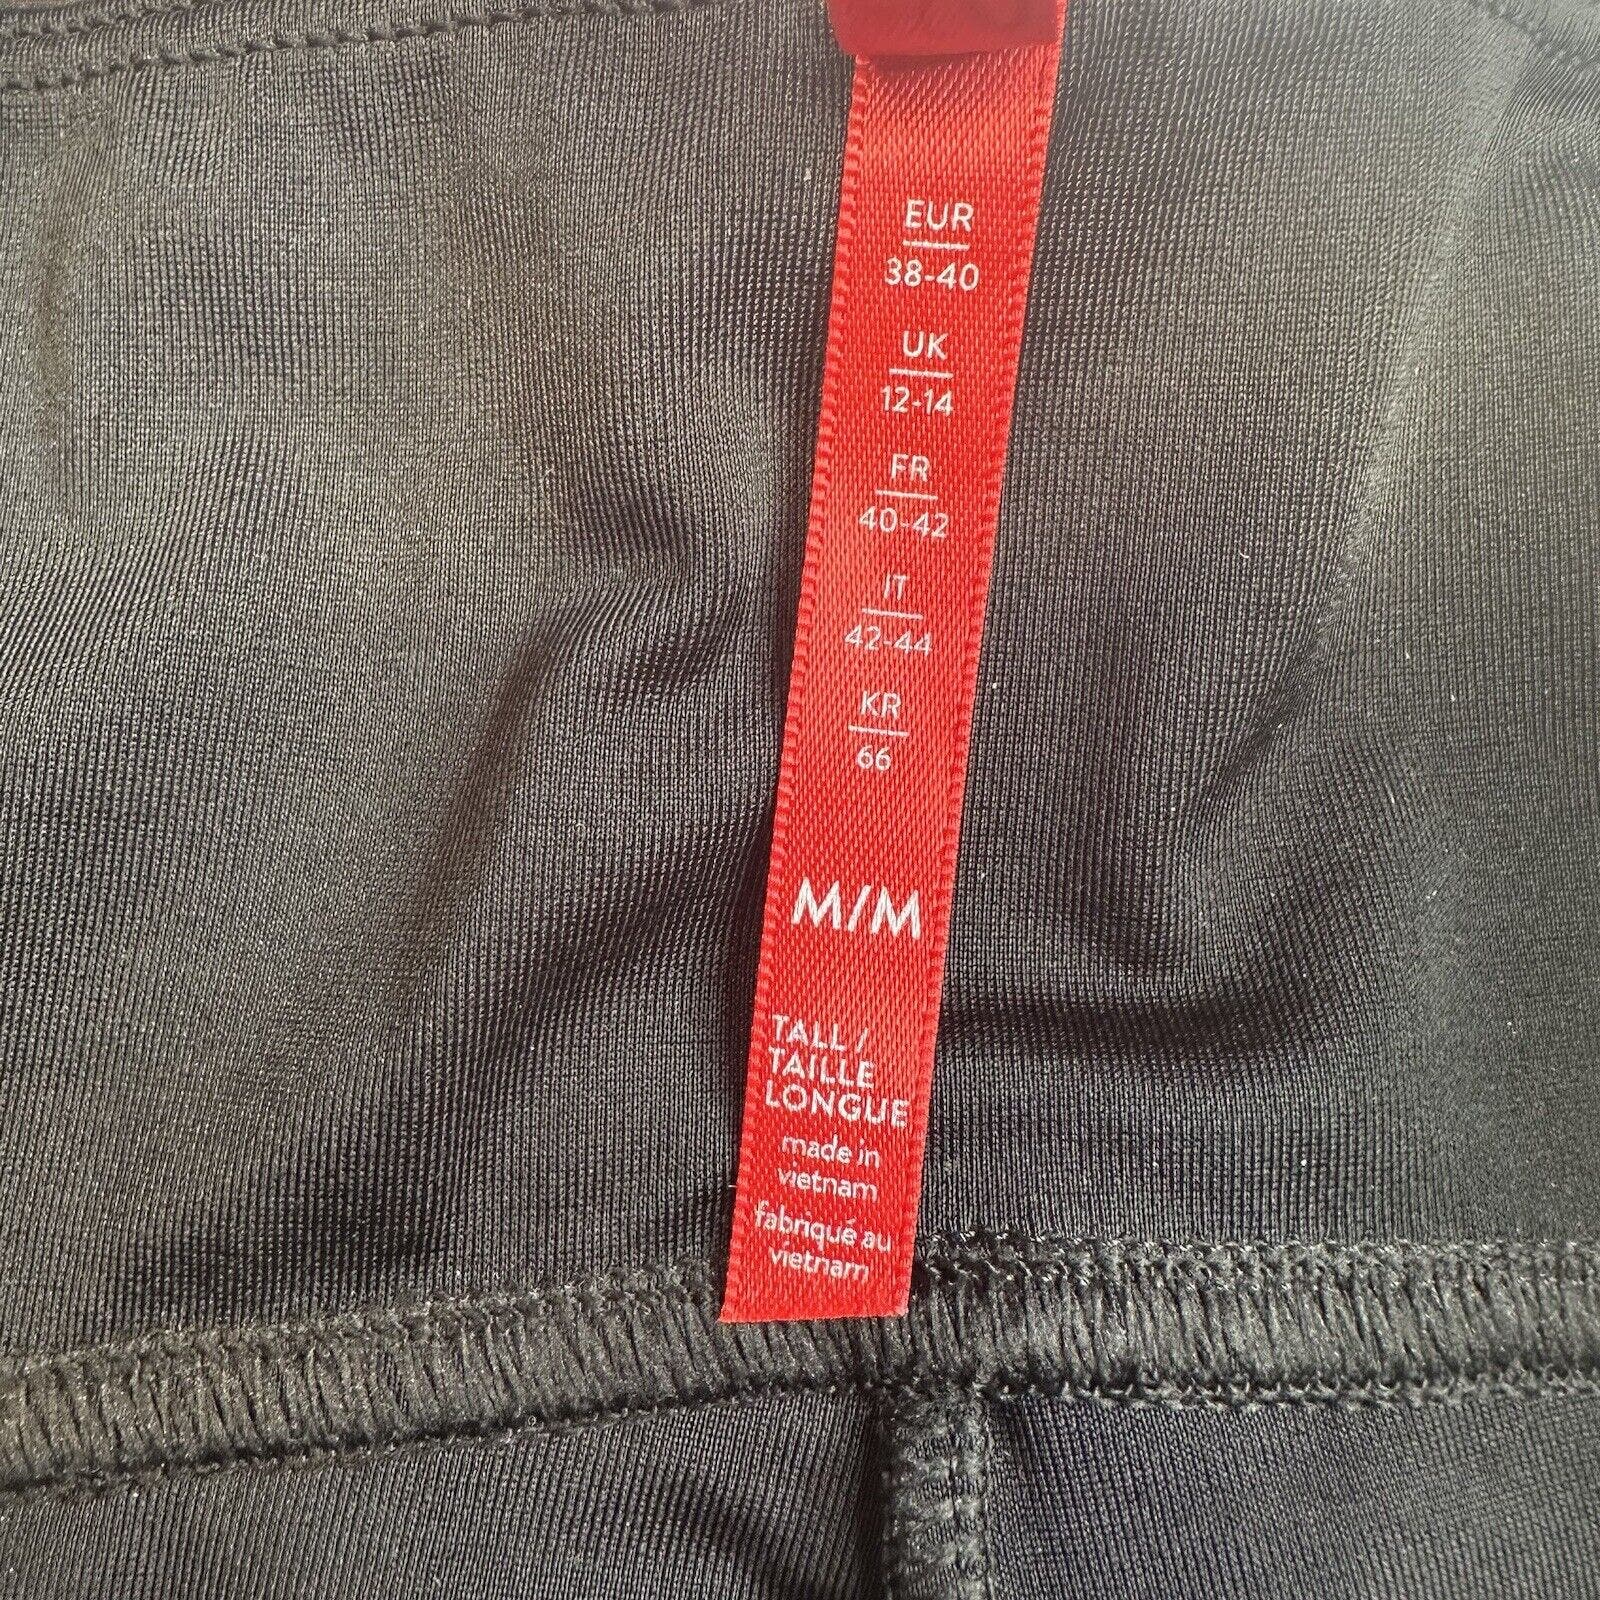 EUR
38-40
UK
12-14
FR
40-42
IT
42-44
KR
66
M/M
TALL /
TAILLE
LONGUE
made in
vietnam
fabriqué au
vietnam